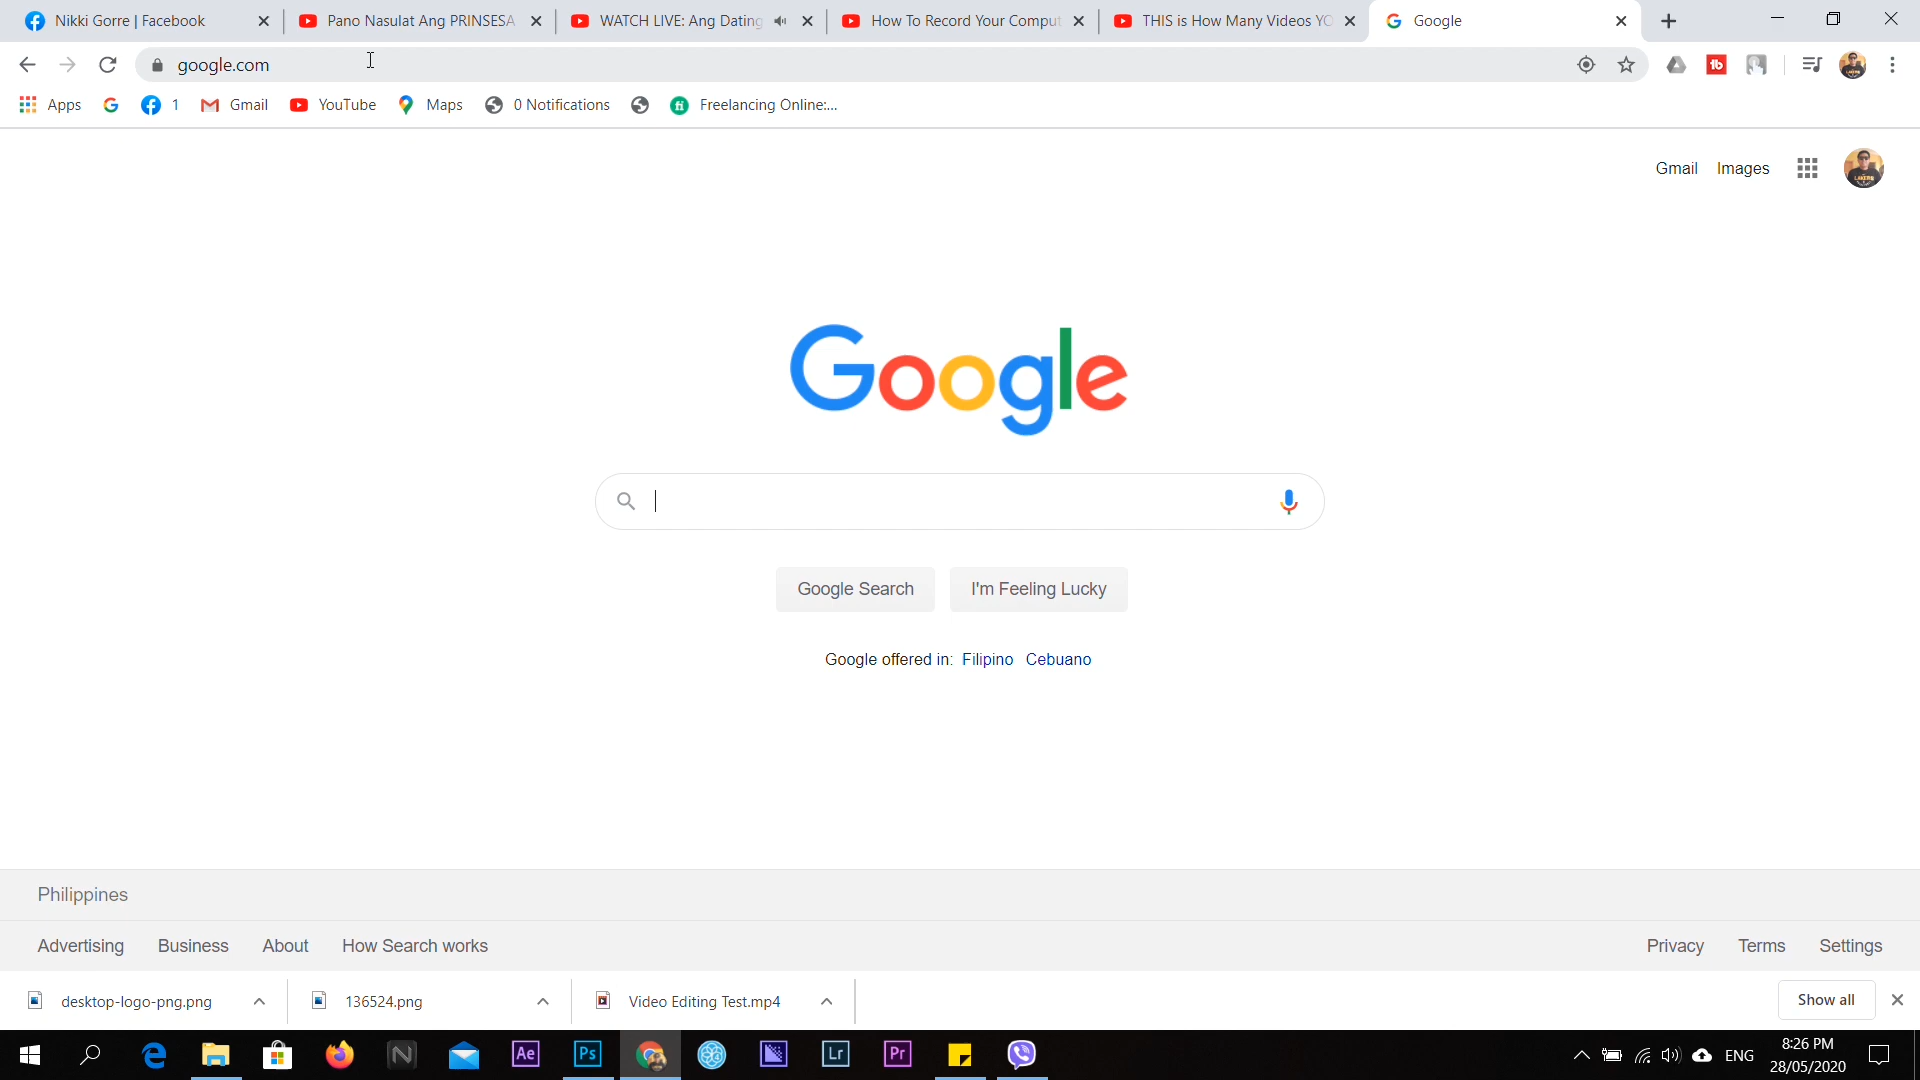 Nikki Gorre | Facebook
Pano Nasulat Ang PRINSESA
WATCH LIVE: Ang Dating
How To Record Your Comput
THIS is How Many Videos YO
Google
google.com
Apps
1
Gmail
YouTube
Maps
0 Notifications
Freelancing Online:...
Gmail
Images
Google
Google Search
I'm Feeling Lucky
Google offered in: Filipino Cebuano
Philippines
Advertising
Business
About
How Search works
Privacy
Terms
Settings
desktop-logo-png.png
136524.png
Video Editing Test.mp4
Show all
Ae
Ps
Lr
Pr
ENG
8:26 PM
28/05/2020